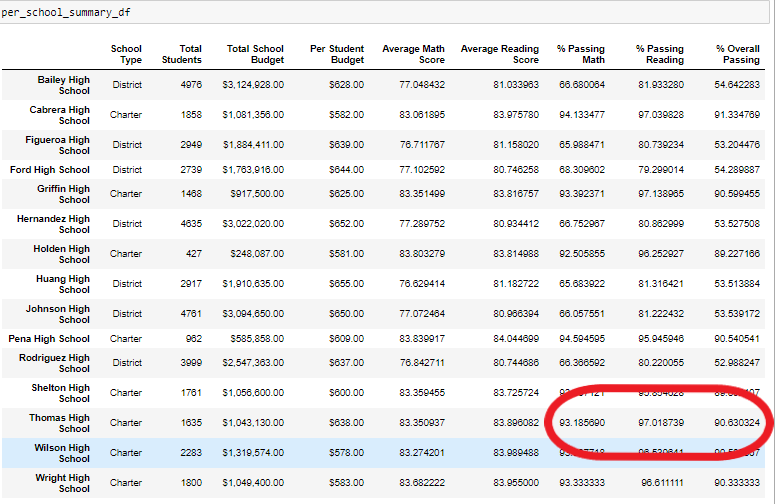 per_school_summary_df
School Type Total Students Total School Budget Per Student Budget Average Math Score Average Reading Score % Passing Math % Passing Reading % Overall Passing
Bailey High School District 4976 $3,124,928.00 $628.00 77.048432 81.033963 66.680064 81.933280 54.642283
Cabrera High School Charter 1858 $1,081,356.00 $582.00 83.061895 83.975780 94.133477 97.039828 91.334769
Figueroa High School District 2949 $1,884,411.00 $639.00 76.711767 81.158020 65.988471 80.739234 53.204476
Ford High School District 2739 $1,763,916.00 $644.00 77.102592 80.746258 68.309602 79.299014 54.289887
Griffin High School Charter 1468 $917,500.00 $625.00 83.351499 83.816757 93.392371 97.138965 90.599455
Hernandez High School District 4635 $3,022,020.00 $652.00 77.289752 80.934412 66.752967 80.862999 53.527508
Holden High School Charter 427 $248,087.00 $581.00 83.803279 83.814988 92.505855 96.252927 89.227166
Huang High School District 2917 $1,910,635.00 $655.00 76.629414 81.182722 65.683922 81.316421 53.513884
Johnson High School District 4761 $3,094,650.00 $650.00 77.072464 80.966394 66.057551 81.222432 53.539172
Pena High School Charter 962 $585,858.00 $609.00 83.839917 84.044699 94.594595 95.945946 90.540541
Rodriguez High School District 3999 $2,547,363.00 $637.00 76.842711 80.744686 66.366592 80.220055 52.988247
Shelton High School Charter 1761 $1,056,600.00 $600.00 83.359455 83.725724
Thomas High School Charter 1635 $1,043,130.00 $638.00 83.350937 83.896082 93.185690 97.018739 90.630324
Wilson High School Charter 2283 $1,319,574.00 $578.00 83.274201 83.989488
Wright High School Charter 1800 $1,049,400.00 $583.00 83.682222 83.955000 93.333333 96.611111 90.333333